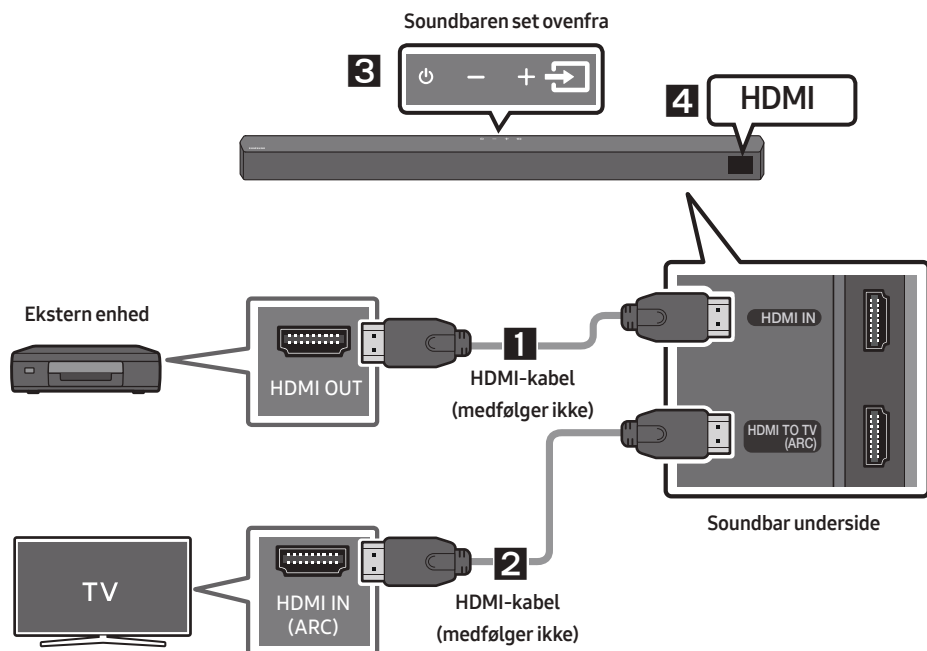 Soundbaren set ovenfra
3
4
HDMI
Ekstern enhed
HDMI OUT
1
HDMI-kabel
(medfølger ikke)
HDMI IN
HDMI TO TV
(ARC)
Soundbar underside
TV
HDMI IN
(ARC)
2
HDMI-kabel
(medfølger ikke)